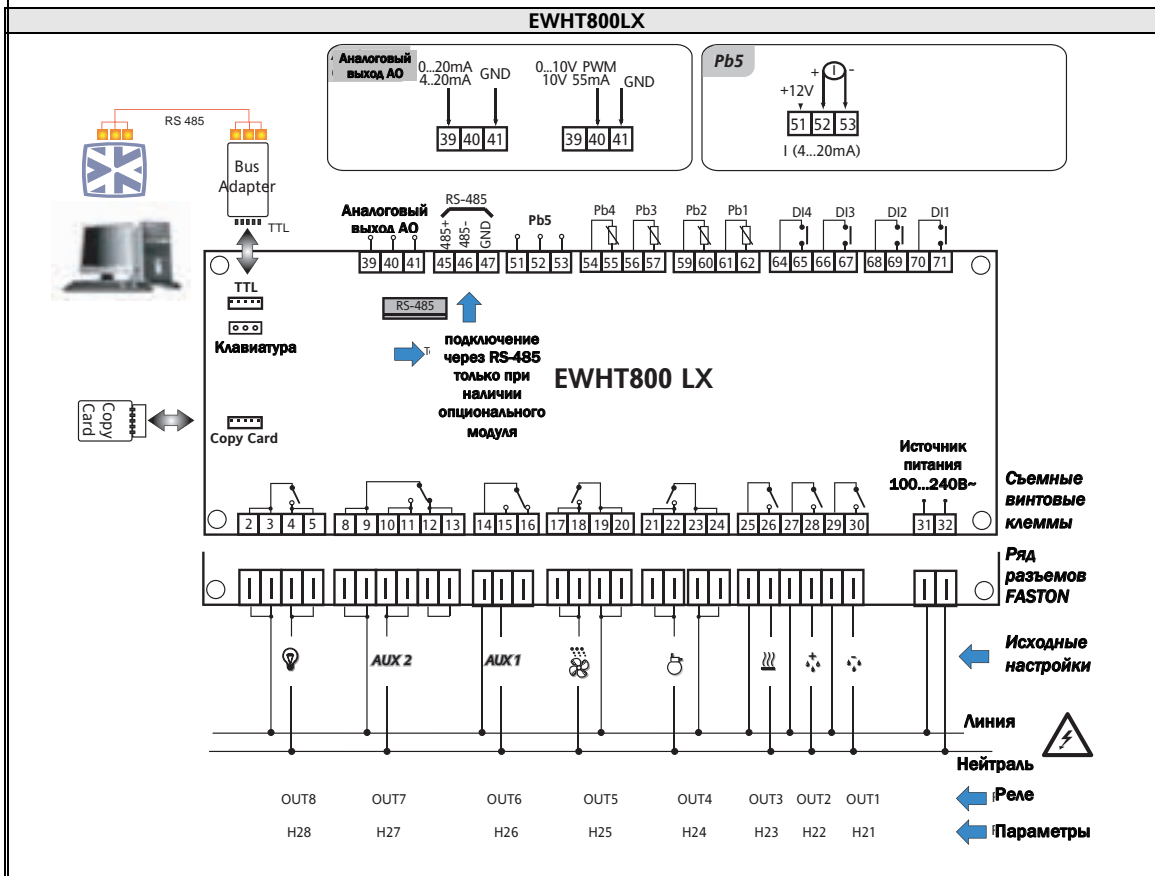 EWHT800LX
Аналоговый
выход АО
0...20mA
4..20mA
GND
39 40 41
0...10V PWM
10V 55mA
GND
39 40 41
Pb5
+ I -
+12V
51 52 53
I (4...20mA)
RS 485
Bus
Adapter
TTL
TTL
Клавиатура
Copy
Card
Copy Card
Аналоговый
выход АО
RS-485
485+
485-
GND
Pb5
Pb4 Pb3 Pb2 Pb1
DI4 DI3 DI2 DI1
39 40 41 45 46 47 51 52 53 54 55 56 57 59 60 61 62 64 65 66 67 68 69 70 71
RS-485
подключение
через RS-485
только при
наличии
опционального
модуля
EWHT800 LX
Источник
питания
100...240В~
2 3 4 5 8 9 10 11 12 13 14 15 16 17 18 19 20 21 22 23 24 25 26 27 28 29 30 31 32
Съемные
винтовые
клеммы
Ряд
разъемов
FASTON
AUX 2
AUX 1
Исходные
настройки
Линия
Нейтраль
OUT8 OUT7 OUT6 OUT5 OUT4 OUT3 OUT2 OUT1
Реле
H28 H27 H26 H25 H24 H23 H22 H21
Параметры